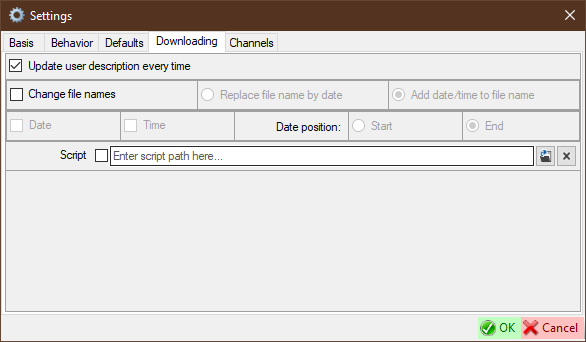 Settings
Basis Behavior Defaults Downloading Channels
Update user description every time
Change file names Replace file name by date Add date/time to file name
Date Time Date position: Start End
Script Enter script path here...
OK Cancel